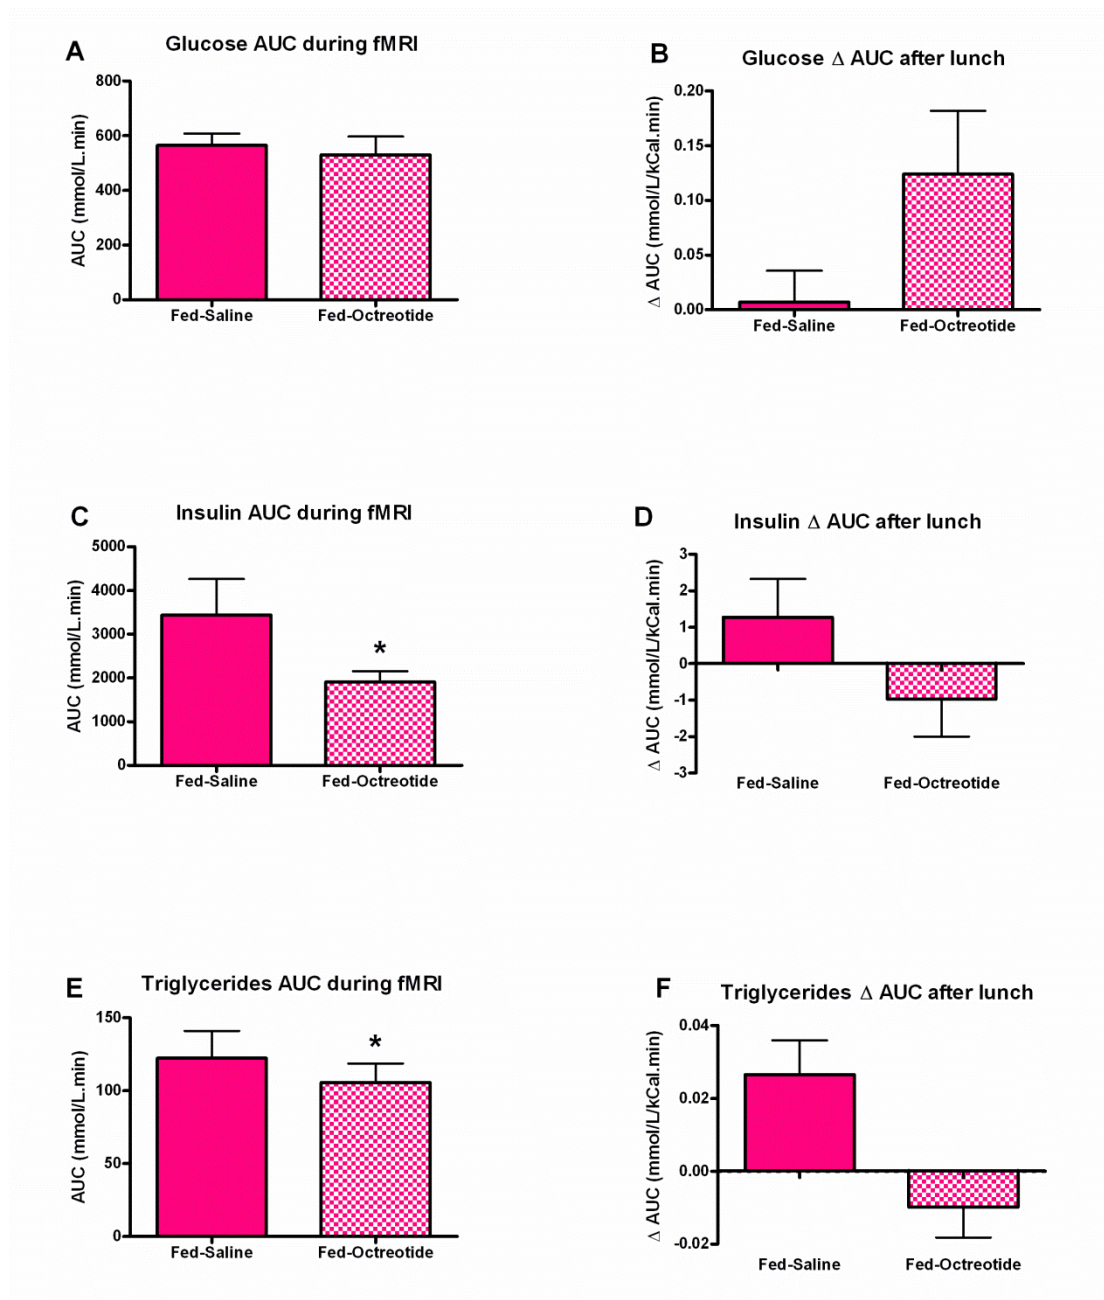 A
Glucose AUC during fMRI
AUC (mmol/L.min)
800
600
400
200
0
Fed-Saline Fed-Octreotide
B
Glucose Δ AUC after lunch
Δ AUC (mmol/L/kCal.min)
0.20
0.15
0.10
0.05
0.00
Fed-Saline Fed-Octreotide
C
Insulin AUC during fMRI
AUC (mmol/L.min)
5000
4000
3000
2000
1000
0
*
Fed-Saline Fed-Octreotide
D
Insulin Δ AUC after lunch
Δ AUC (mmol/L/kCal.min)
3
2
1
0
-1
-2
-3
Fed-Saline Fed-Octreotide
E
Triglycerides AUC during fMRI
AUC (mmol/L.min)
150
100
50
0
*
Fed-Saline Fed-Octreotide
F
Triglycerides Δ AUC after lunch
Δ AUC (mmol/L/kCal.min)
0.04
0.02
0.00
-0.02
Fed-Saline Fed-Octreotide